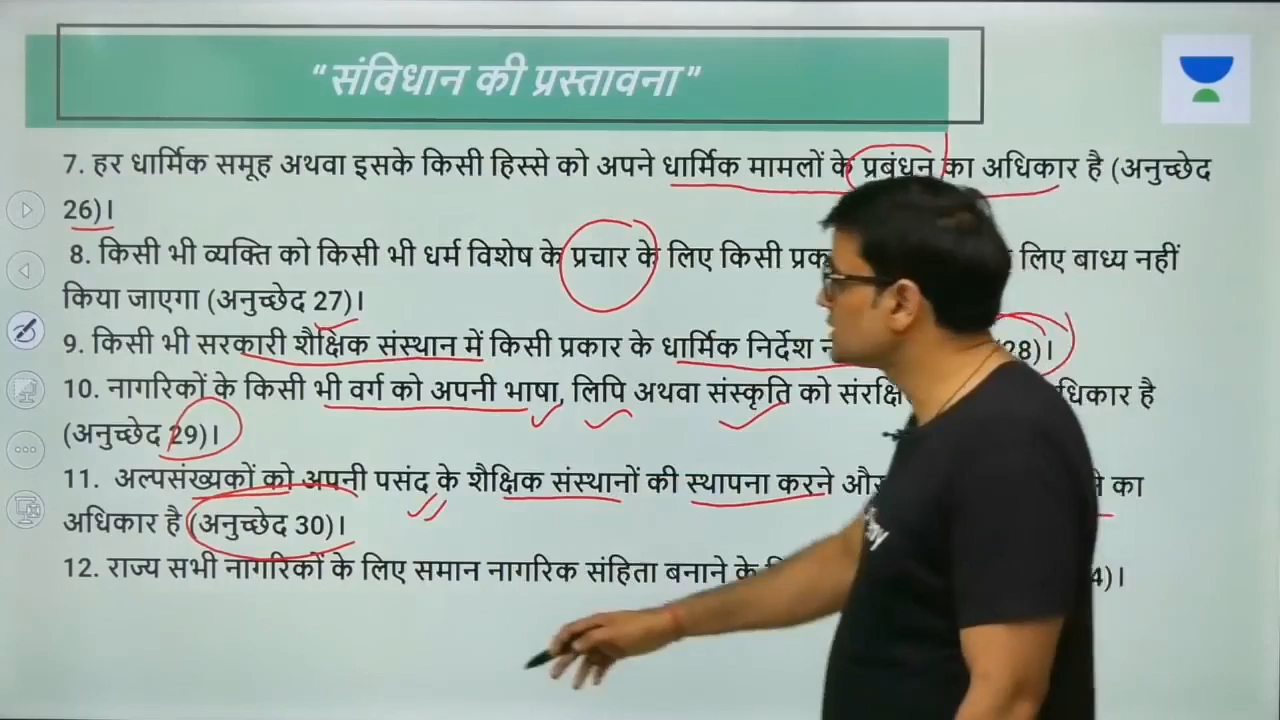 “संविधान की प्रस्तावना”
7. हर धार्मिक समूह अथवा इसके किसी हिस्से को अपने धार्मिक मामलों के प्रबंधन का अधिकार है (अनुच्छेद
26)।
8. किसी भी व्यक्ति को किसी भी धर्म विशेष के प्रचार के लिए किसी लिए बाध्य नहीं
किया जाएगा (अनुच्छेद 27)।
9. किसी भी सरकारी शैक्षिक संस्थान में किसी प्रकार के धार्मिक निर्देश 28)।
10. नागरिकों के किसी भी वर्ग को अपनी भाषा, लिपि अथवा संस्कृति को है
(अनुच्छेद 29)।
11. अल्पसंख्यकों को अपनी पसंद के शैक्षिक संस्थानों की स्थापना करने का
अधिकार है (अनुच्छेद 30)।
12. राज्य सभी नागरिकों के लिए समान नागरिक संहिता बनाने के 4)।